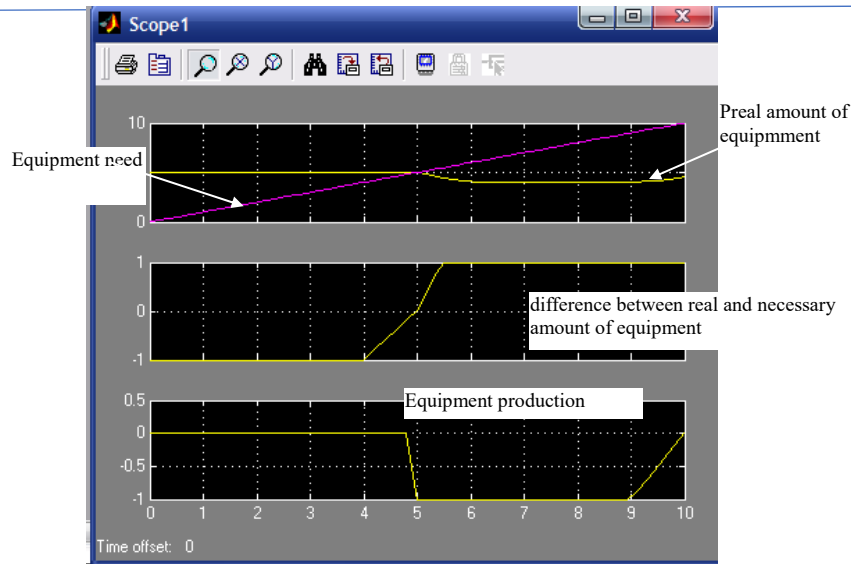 Scope1
Preal amount of
equipmment
Equipment need
10
0
1
0
-1
difference between real and necessary
amount of equipment
0.5
Equipment production
0
-0.5
-1
0 1 2 3 4 5 6 7 8 9 10
Time offset: 0